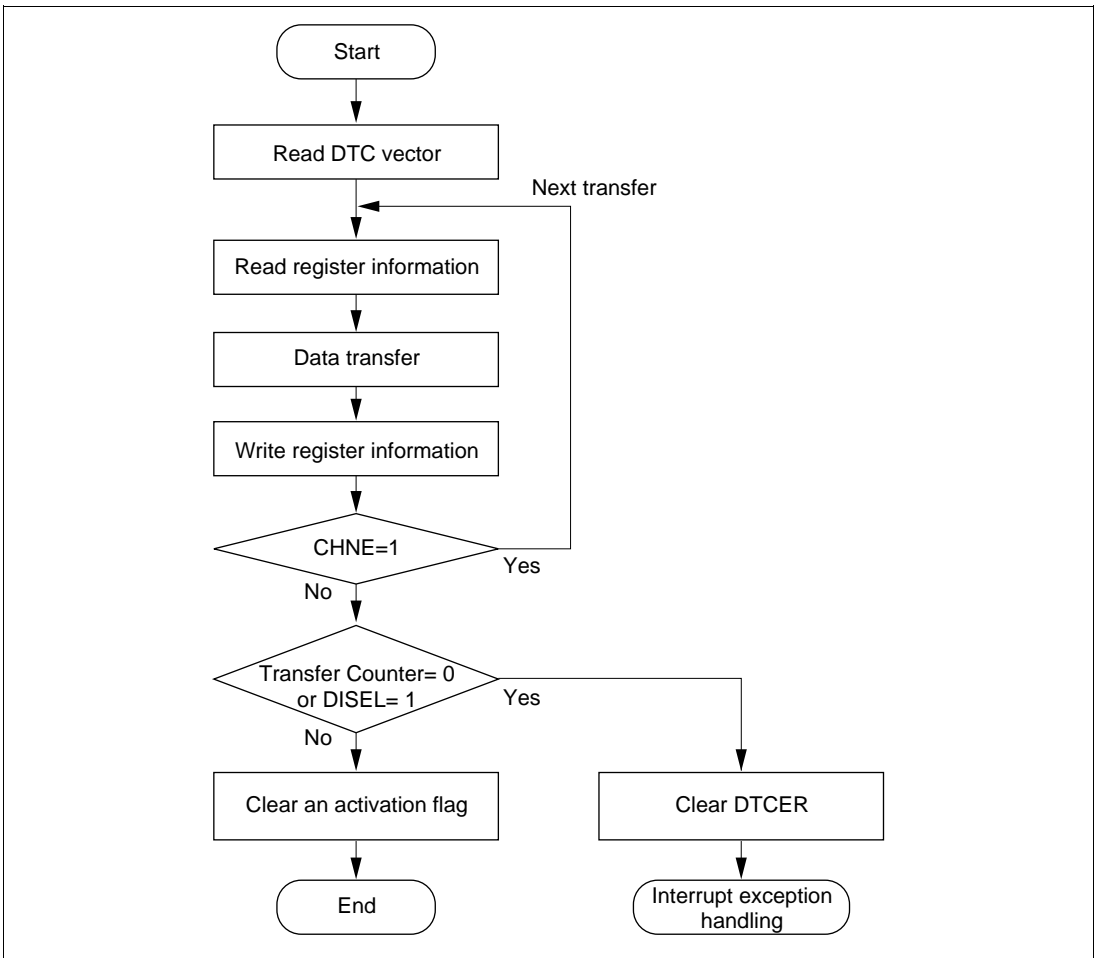 Start
Read DTC vector
Next transfer
Read register information
Data transfer
Write register information
CHNE=1
Yes
No
Transfer Counter= 0
or DISEL= 1
Yes
No
Clear an activation flag
Clear DTCER
End
Interrupt exception
handling